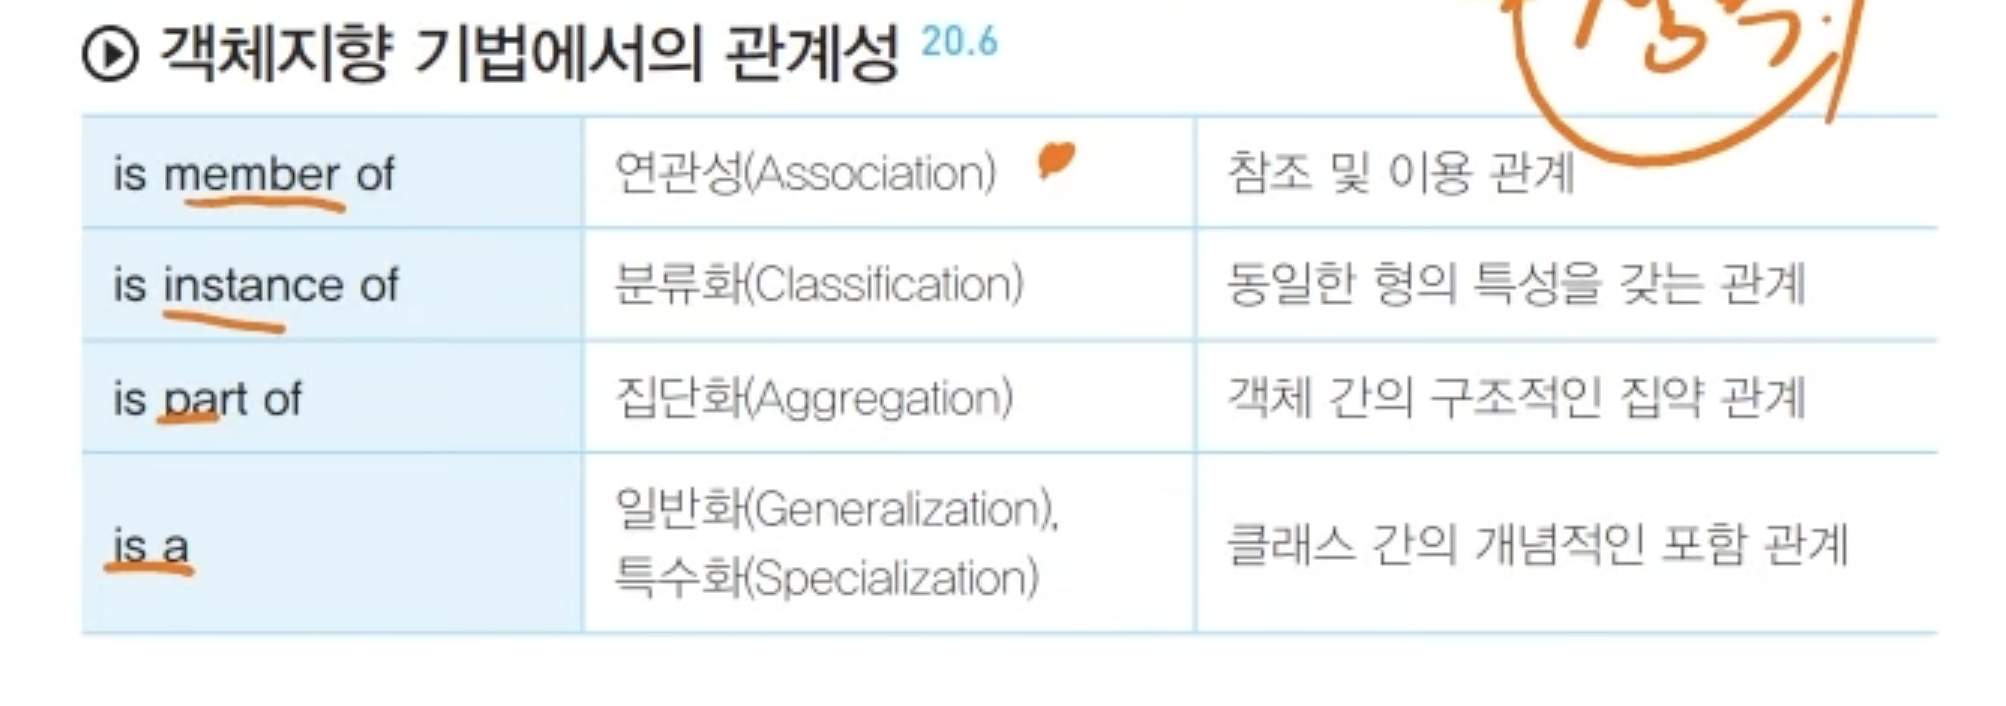 객체지향 기법에서의 관계성 20.6
is member of 연관성(Association) 참조 및 이용 관계
is instance of 분류화(Classification) 동일한 형의 특성을 갖는 관계
is part of 집단화(Aggregation) 객체 간의 구조적인 집약 관계
is a 일반화(Generalization), 특수화(Specialization) 클래스 간의 개념적인 포함 관계